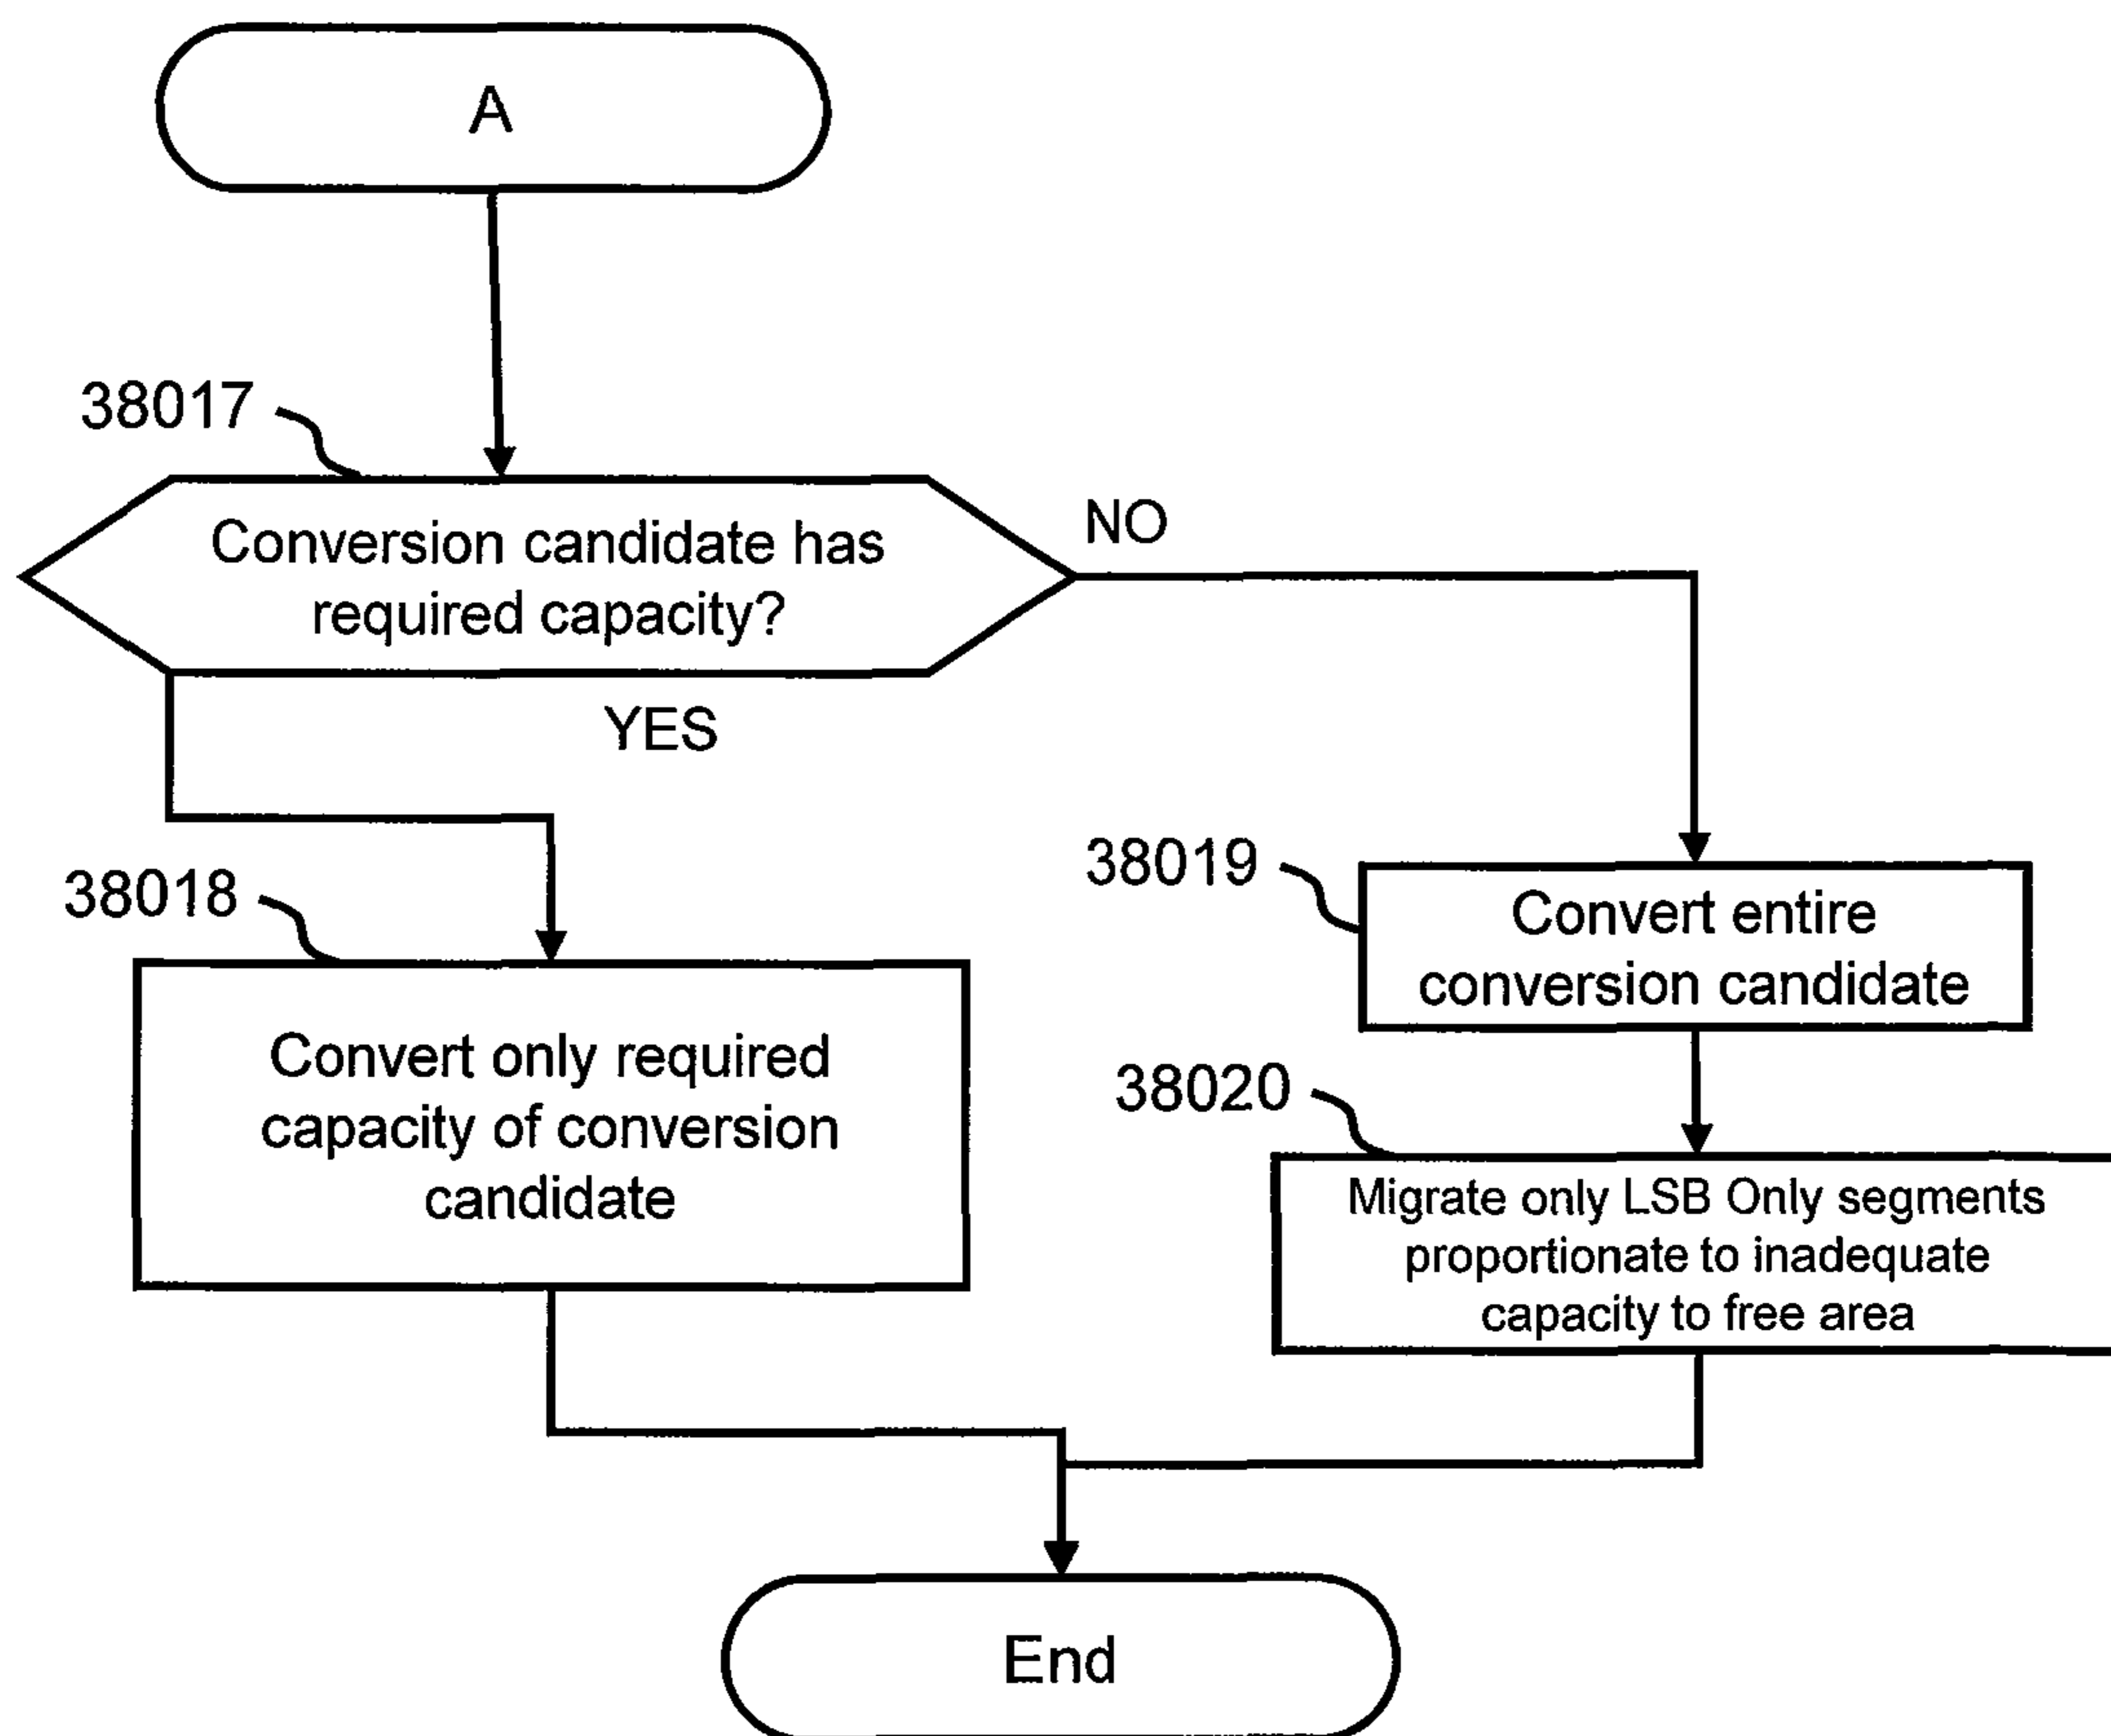 A
38017
Conversion candidate has
required capacity?
NO
YES
38018
Convert only required
capacity of conversion
candidate
38019
Convert entire
conversion candidate
38020
Migrate only LSB Only segments
proportionate to inadequate
capacity to free area
End